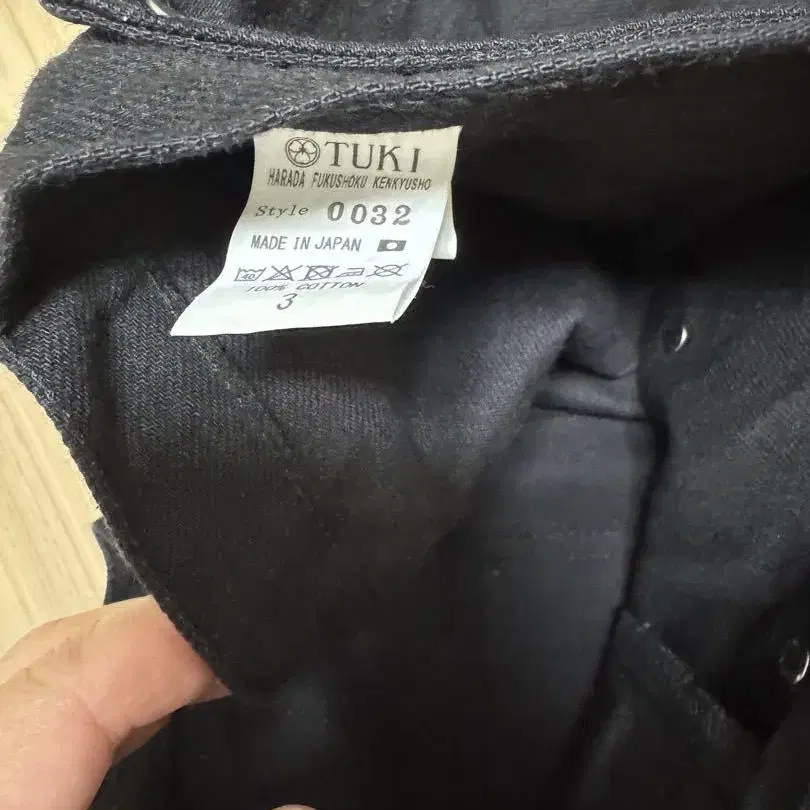 TUKI
HARADA FUKUSHOKU KENKYUSHO
Style 0032
MADE IN JAPAN
40
100% COTTON
3